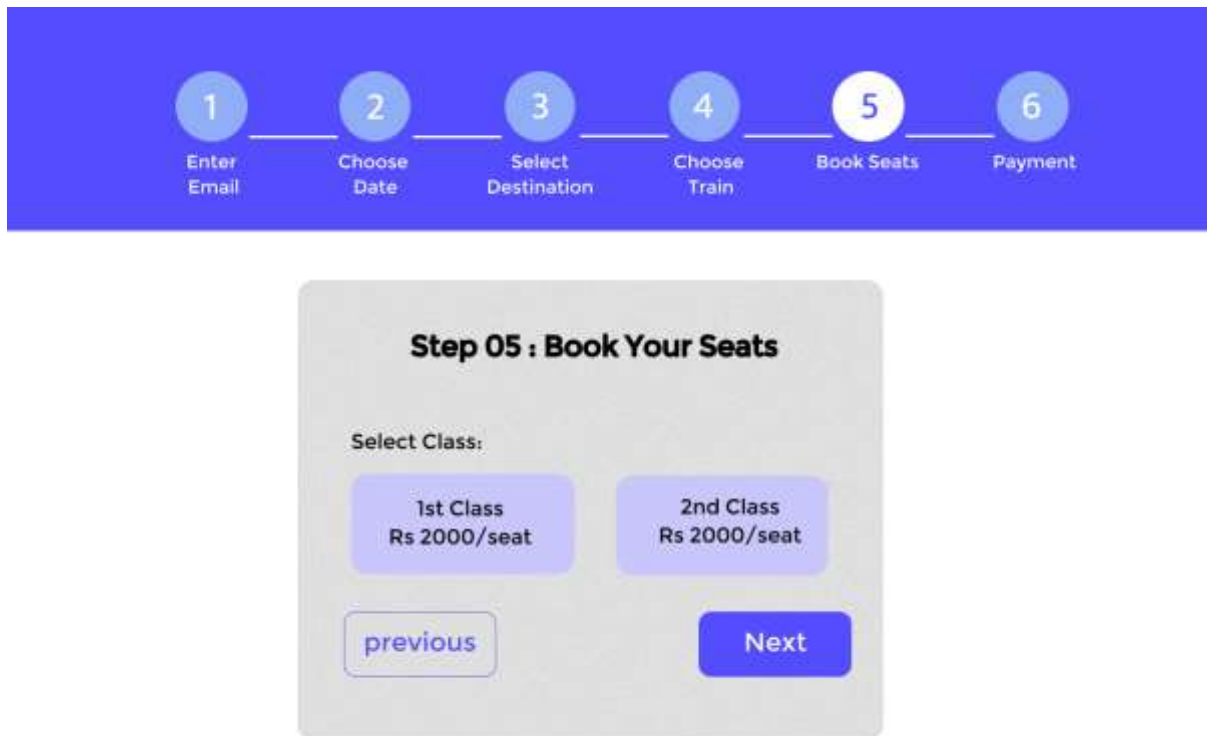 1 2 3 4 5 6
Enter Choose Select Choose Book Seats Payment
Email Date Destination Train
Step 05 : Book Your Seats
Select Class:
1st Class 2nd Class
Rs 2000/seat Rs 2000/seat
previous Next